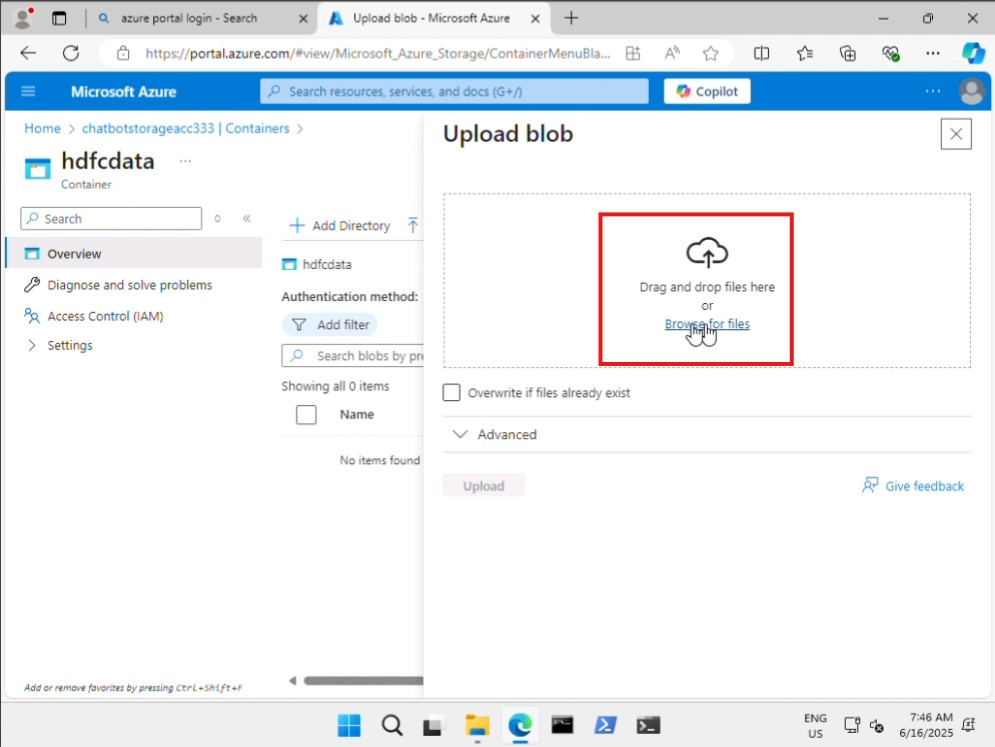 azure portal login - Search
Upload blob - Microsoft Azure
https://portal.azure.com/#view/Microsoft_Azure_Storage/ContainerMenuBla...
Microsoft Azure
Search resources, services, and docs (G+/)
Copilot
Home > chatbotstorageacc333 | Containers >
hdfcdata
Container
Search
Overview
Diagnose and solve problems
Access Control (IAM)
Settings
Add or remove favorites by pressing Ctrl+Shift+F
Add Directory
hdfcdata
Authentication method:
Add filter
Search blobs by pre
Showing all 0 items
Name
No items found
Upload blob
Drag and drop files here
or
Browse for files
Overwrite if files already exist
Advanced
Upload
Give feedback
ENG
US
7:46 AM
6/16/2025